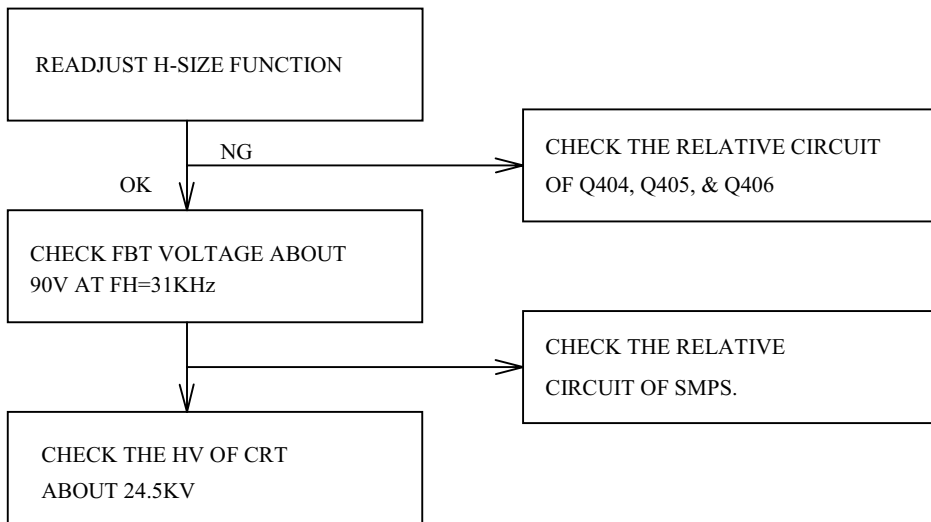 READJUST H-SIZE FUNCTION
NG
CHECK THE RELATIVE CIRCUIT
OF Q404, Q405, & Q406
OK
CHECK FBT VOLTAGE ABOUT
90V AT FH=31KHz
CHECK THE RELATIVE
CIRCUIT OF SMPS.
CHECK THE HV OF CRT
ABOUT 24.5KV